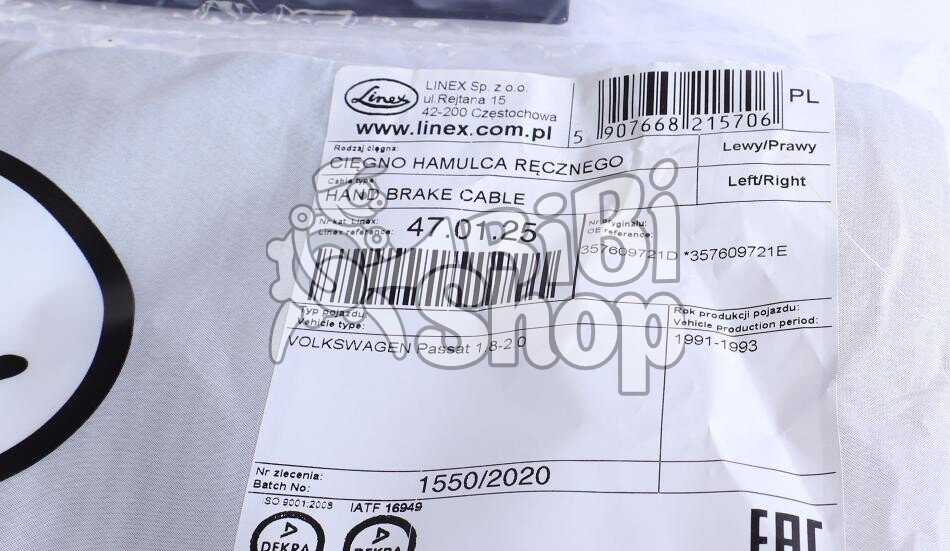 Linex
LINEX Sp. z o.o.
ul.Rejtana 15
42-200 Częstochowa
www.linex.com.pl
5 907668 215706
PL
Rodzaj cięgna:
CIĘGNO HAMULCA RĘCZNEGO
Lewy/Prawy
Cable type:
HAND BRAKE CABLE
Left/Right
Nr kat. Linex:
Linex reference:
47.01.25
Nr oryginału:
OE reference:
357609721D *357609721E
BiBi
Shop
Typ pojazdu:
Vehicle type:
VOLKSWAGEN Passat 1.8-2.0
Rok produkcji pojazdu:
Vehicle Production period:
1991-1993
Nr zlecenia:
Batch No:
1550/2020
ISO 9001:2008
IATF 16949
DEKRA
DEKRA
EAC